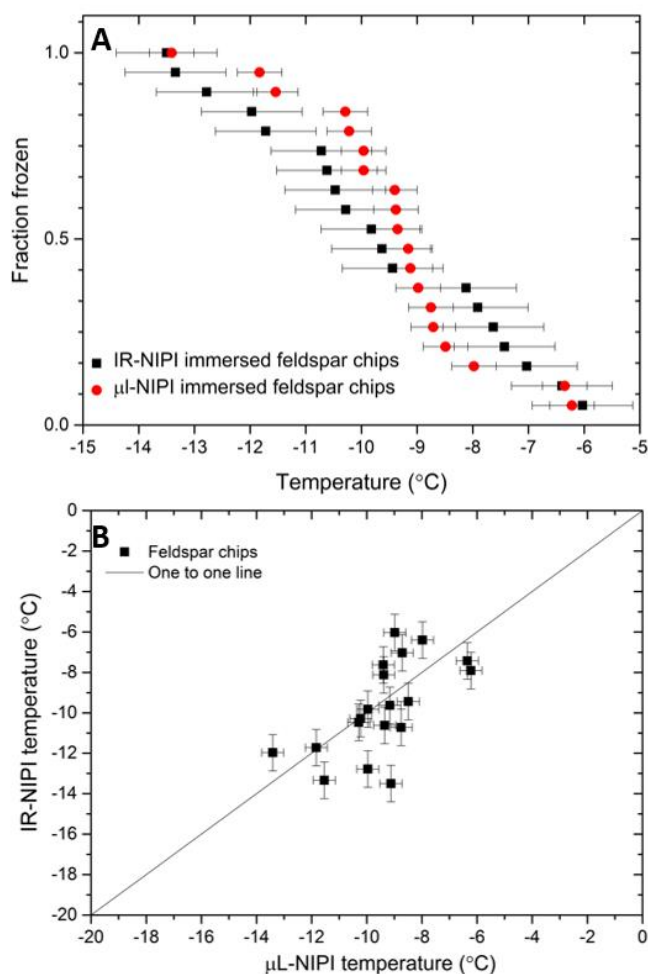 A
1.0
0.5
0.0
Fraction frozen
IR-NIPI immersed feldspar chips
μl-NIPI immersed feldspar chips
-15 -14 -13 -12 -11 -10 -9 -8 -7 -6 -5
Temperature (°C)
B
Feldspar chips
One to one line
0
-2
-4
-6
-8
-10
-12
-14
-16
-18
-20
IR-NIPI temperature (°C)
-20 -18 -16 -14 -12 -10 -8 -6 -4 -2 0
μL-NIPI temperature (°C)